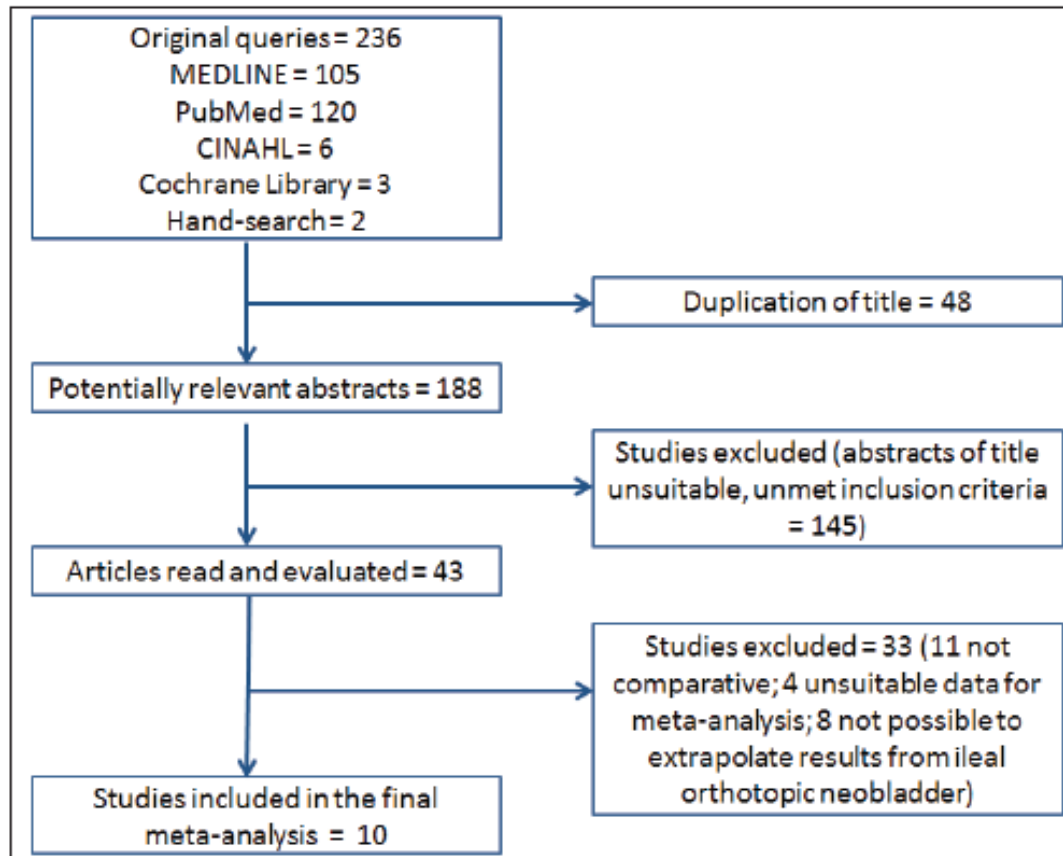 Original queries = 236
MEDLINE = 105
PubMed = 120
CINAHL = 6
Cochrane Library = 3
Hand-search = 2
Duplication of title = 48
Potentially relevant abstracts = 188
Studies excluded (abstracts of title
unsuitable, unmet inclusion criteria
= 145)
Articles read and evaluated = 43
Studies excluded = 33 (11 not
comparative; 4 unsuitable data for
meta-analysis; 8 not possible to
extrapolate results from ileal
orthotopic neobladder)
Studies included in the final
meta-analysis = 10